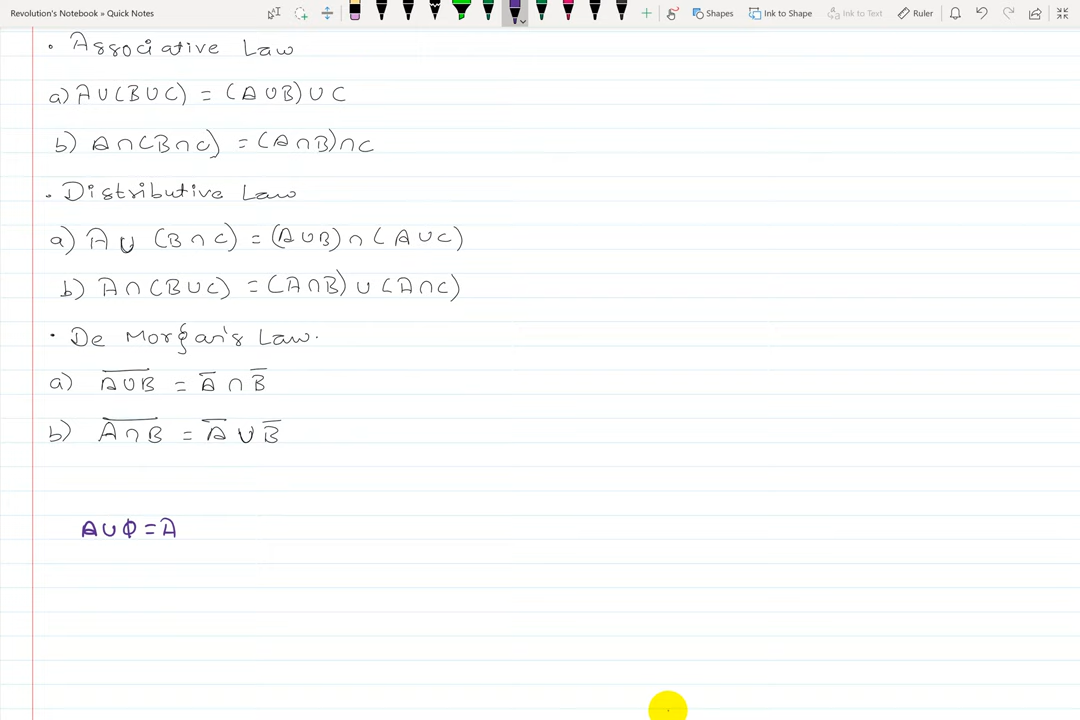 Revolution's Notebook » Quick Notes
Shapes Ink to Shape Ink to Text Ruler
· Associative Law
a) A∪(B∪C) = (A∪B)∪C
b) A∩(B∩C) = (A∩B)∩C
· Distributive Law
a) A∪(B∩C) = (A∪B)∩(A∪C)
b) A∩(B∪C) = (A∩B)∪(A∩C)
· De Morgan's Law.
a) A̅∪̅B̅ = A̅ ∩ B̅
b) A̅∩̅B̅ = A̅ ∪ B̅
A∪Φ=A